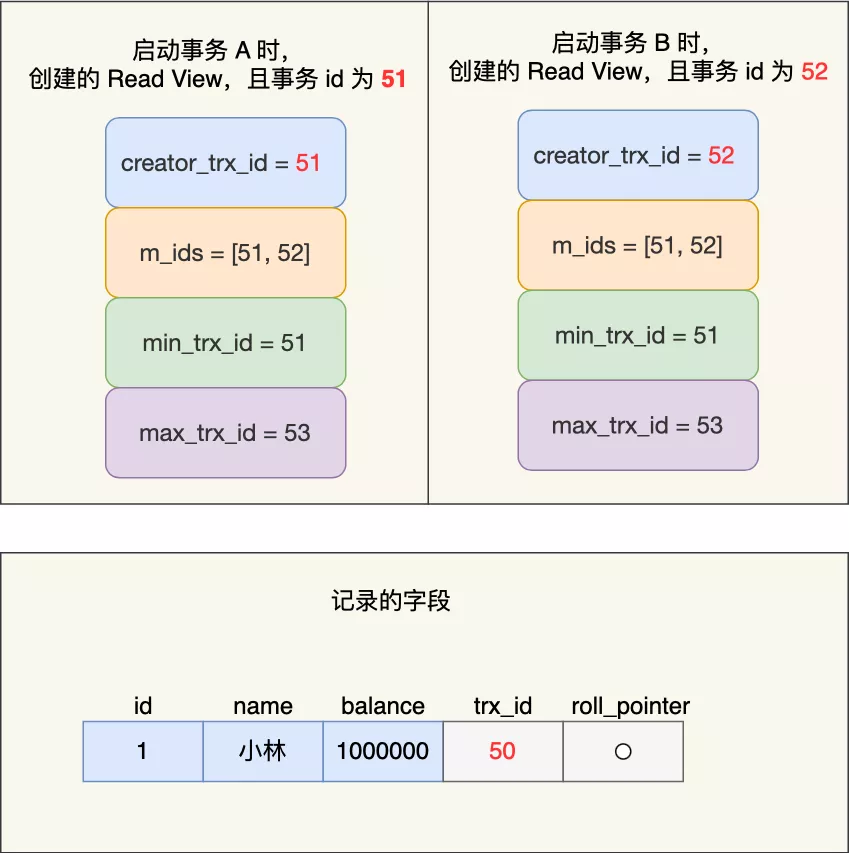 启动事务 A 时，
创建的 Read View，且事务 id 为 51
creator_trx_id = 51
m_ids = [51, 52]
min_trx_id = 51
max_trx_id = 53
启动事务 B 时，
创建的 Read View，且事务 id 为 52
creator_trx_id = 52
m_ids = [51, 52]
min_trx_id = 51
max_trx_id = 53
记录的字段
id name balance trx_id roll_pointer
1 小林 1000000 50